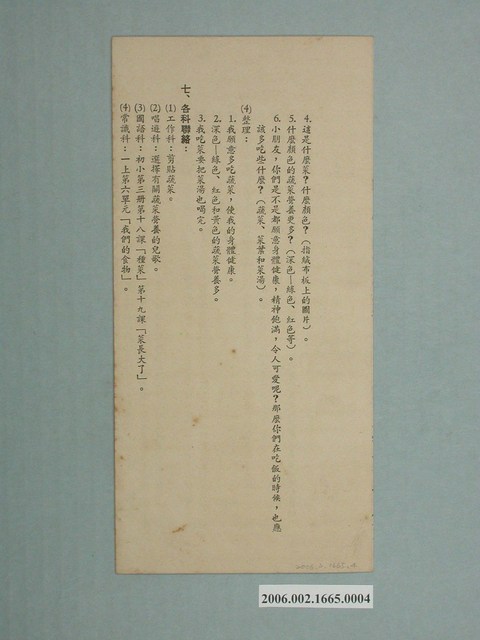 4.這是什麼菜？什麼顏色？（指絨布板上的圖片）。
5.什麼顏色的蔬菜營養更多？（深色—綠色、紅色等）。
6.小朋友，你們是不是都願意身體健康，精神飽滿，令人可愛呢？那麼你們在吃飯的時候，也應
該多吃些什麼？（蔬菜、菜葉和菜湯）。
(4)整理：
1.我願意多吃蔬菜，使我的身體健康。
2.深色—綠色、紅色和黃色的蔬菜營養多。
3.我吃菜要把菜湯也喝完。
七、各科聯絡：
(1)工作科：剪貼蔬菜。
(2)唱遊科：選擇有關蔬菜營養的兒歌。
(3)國語科：初小第三册第十八課「種菜」第十九課「菜長大了」。
(4)常識科：一上第六單元「我們的食物」。
2006.002.1665.0004